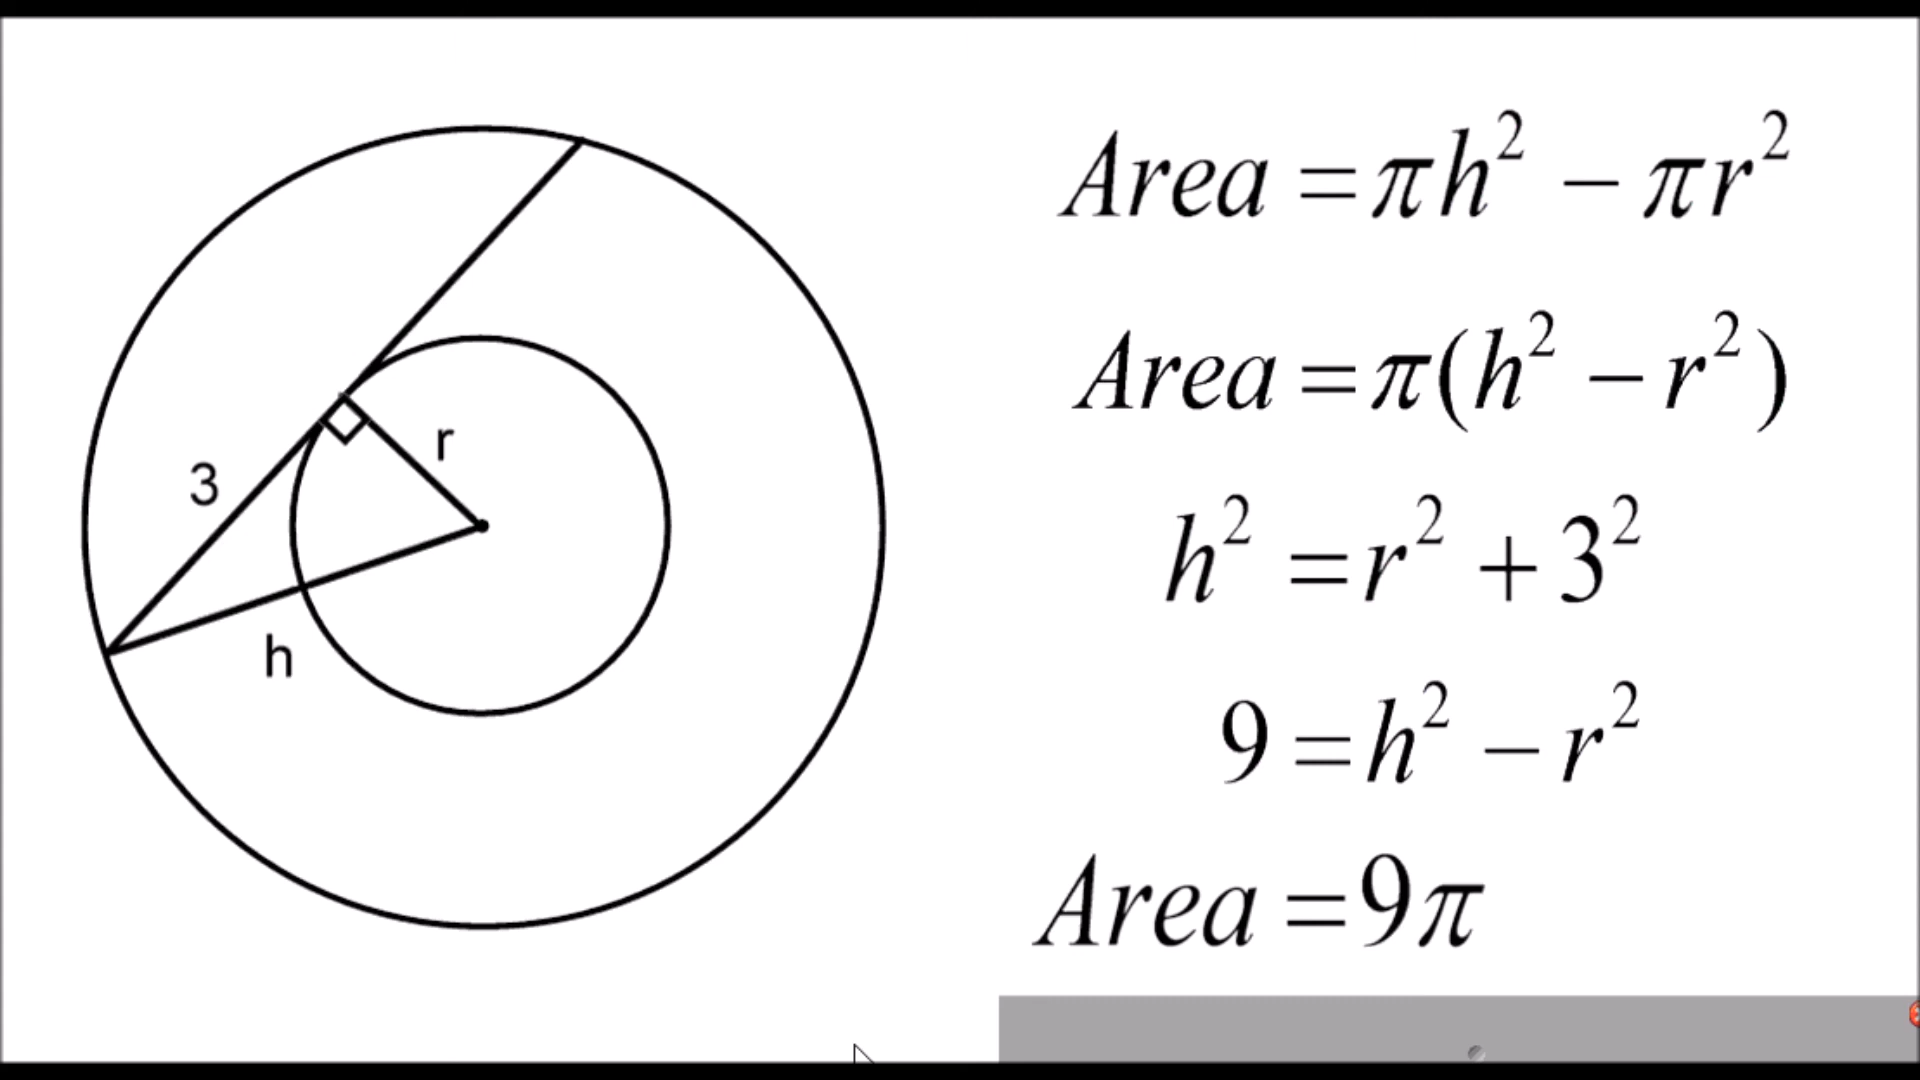 3
r
h
Area = πh² − πr²
Area = π(h² − r²)
h² = r² + 3²
9 = h² − r²
Area = 9π